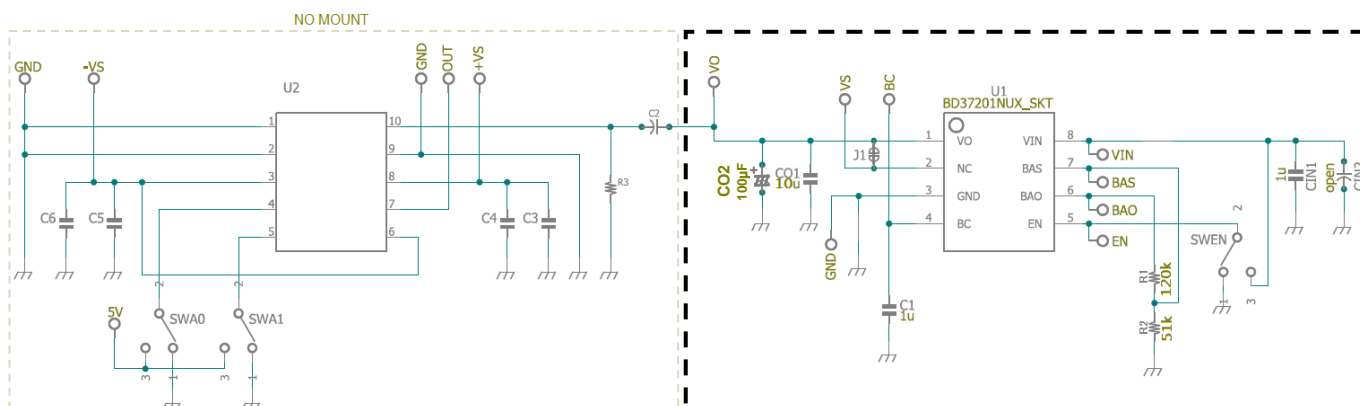 NO MOUNT
GND
-VS
GND
OUT
+VS
U2
1
2
3
4
5
10
9
8
7
6
C6
C5
C4
C3
R3
5V
2
SWA0
3
1
2
SWA1
3
1
VO
VS
BC
U1
BD37201NUX_SKT
1
2
3
4
VO
NC
GND
BC
VIN
BAS
BAO
EN
8
7
6
5
VIN
BAS
BAO
EN
J1
CO2
100µF
+
CO1
10u
GND
C1
1u
R1
120k
R2
51k
SWEN
2
1
3
1u
CIN1
open
CIN2